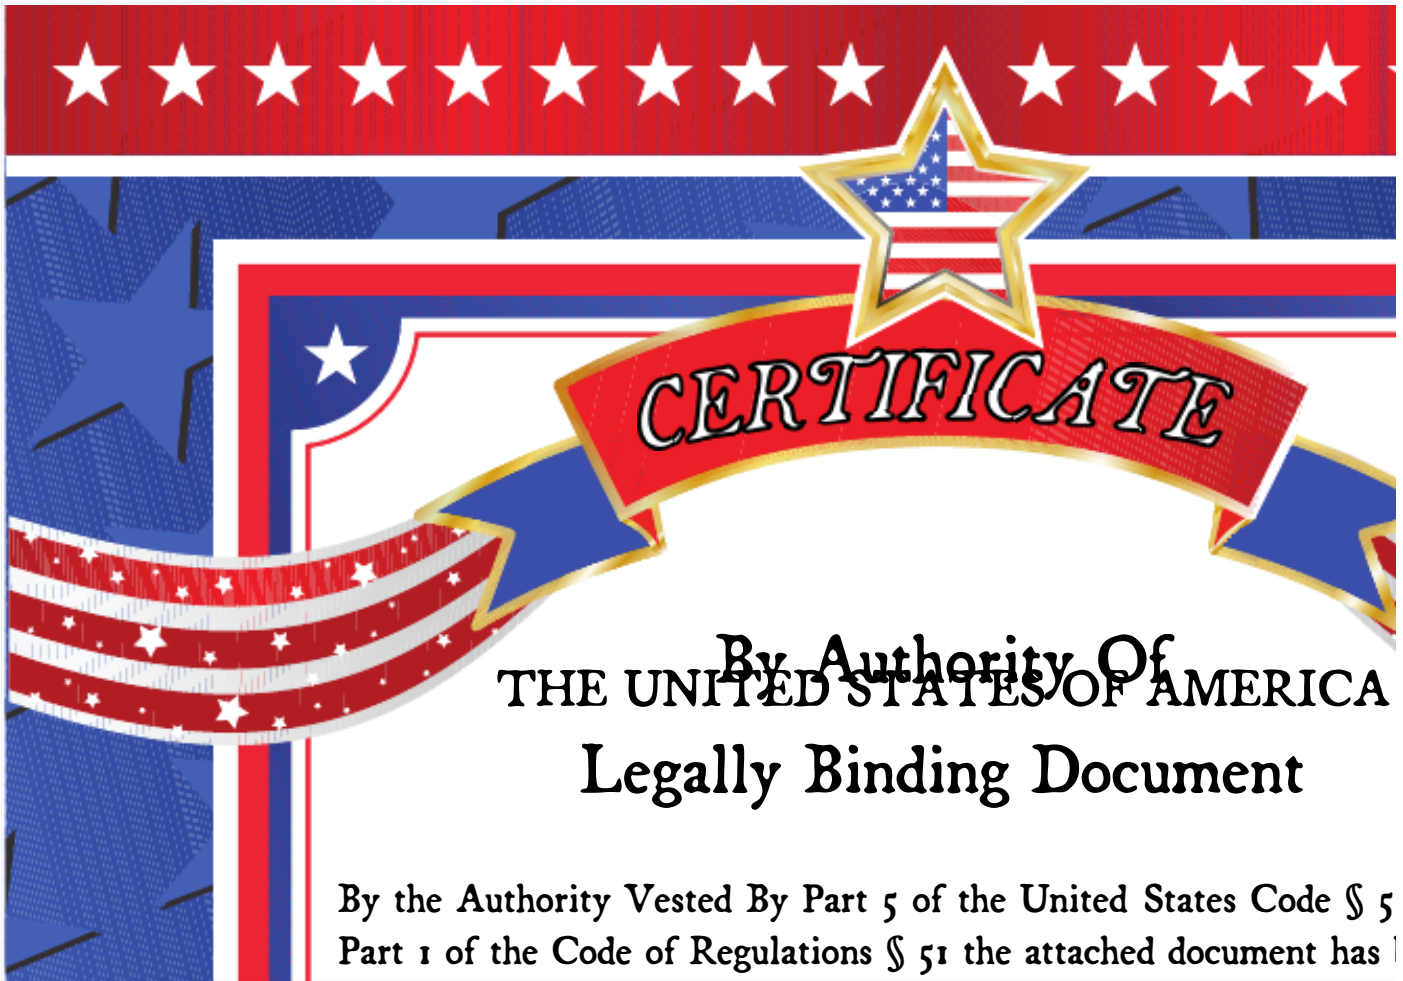 CERTIFICATE
By Authority Of
THE UNITED STATES OF AMERICA
Legally Binding Document
By the Authority Vested By Part 5 of the United States Code § 5
Part 1 of the Code of Regulations § 51 the attached document has